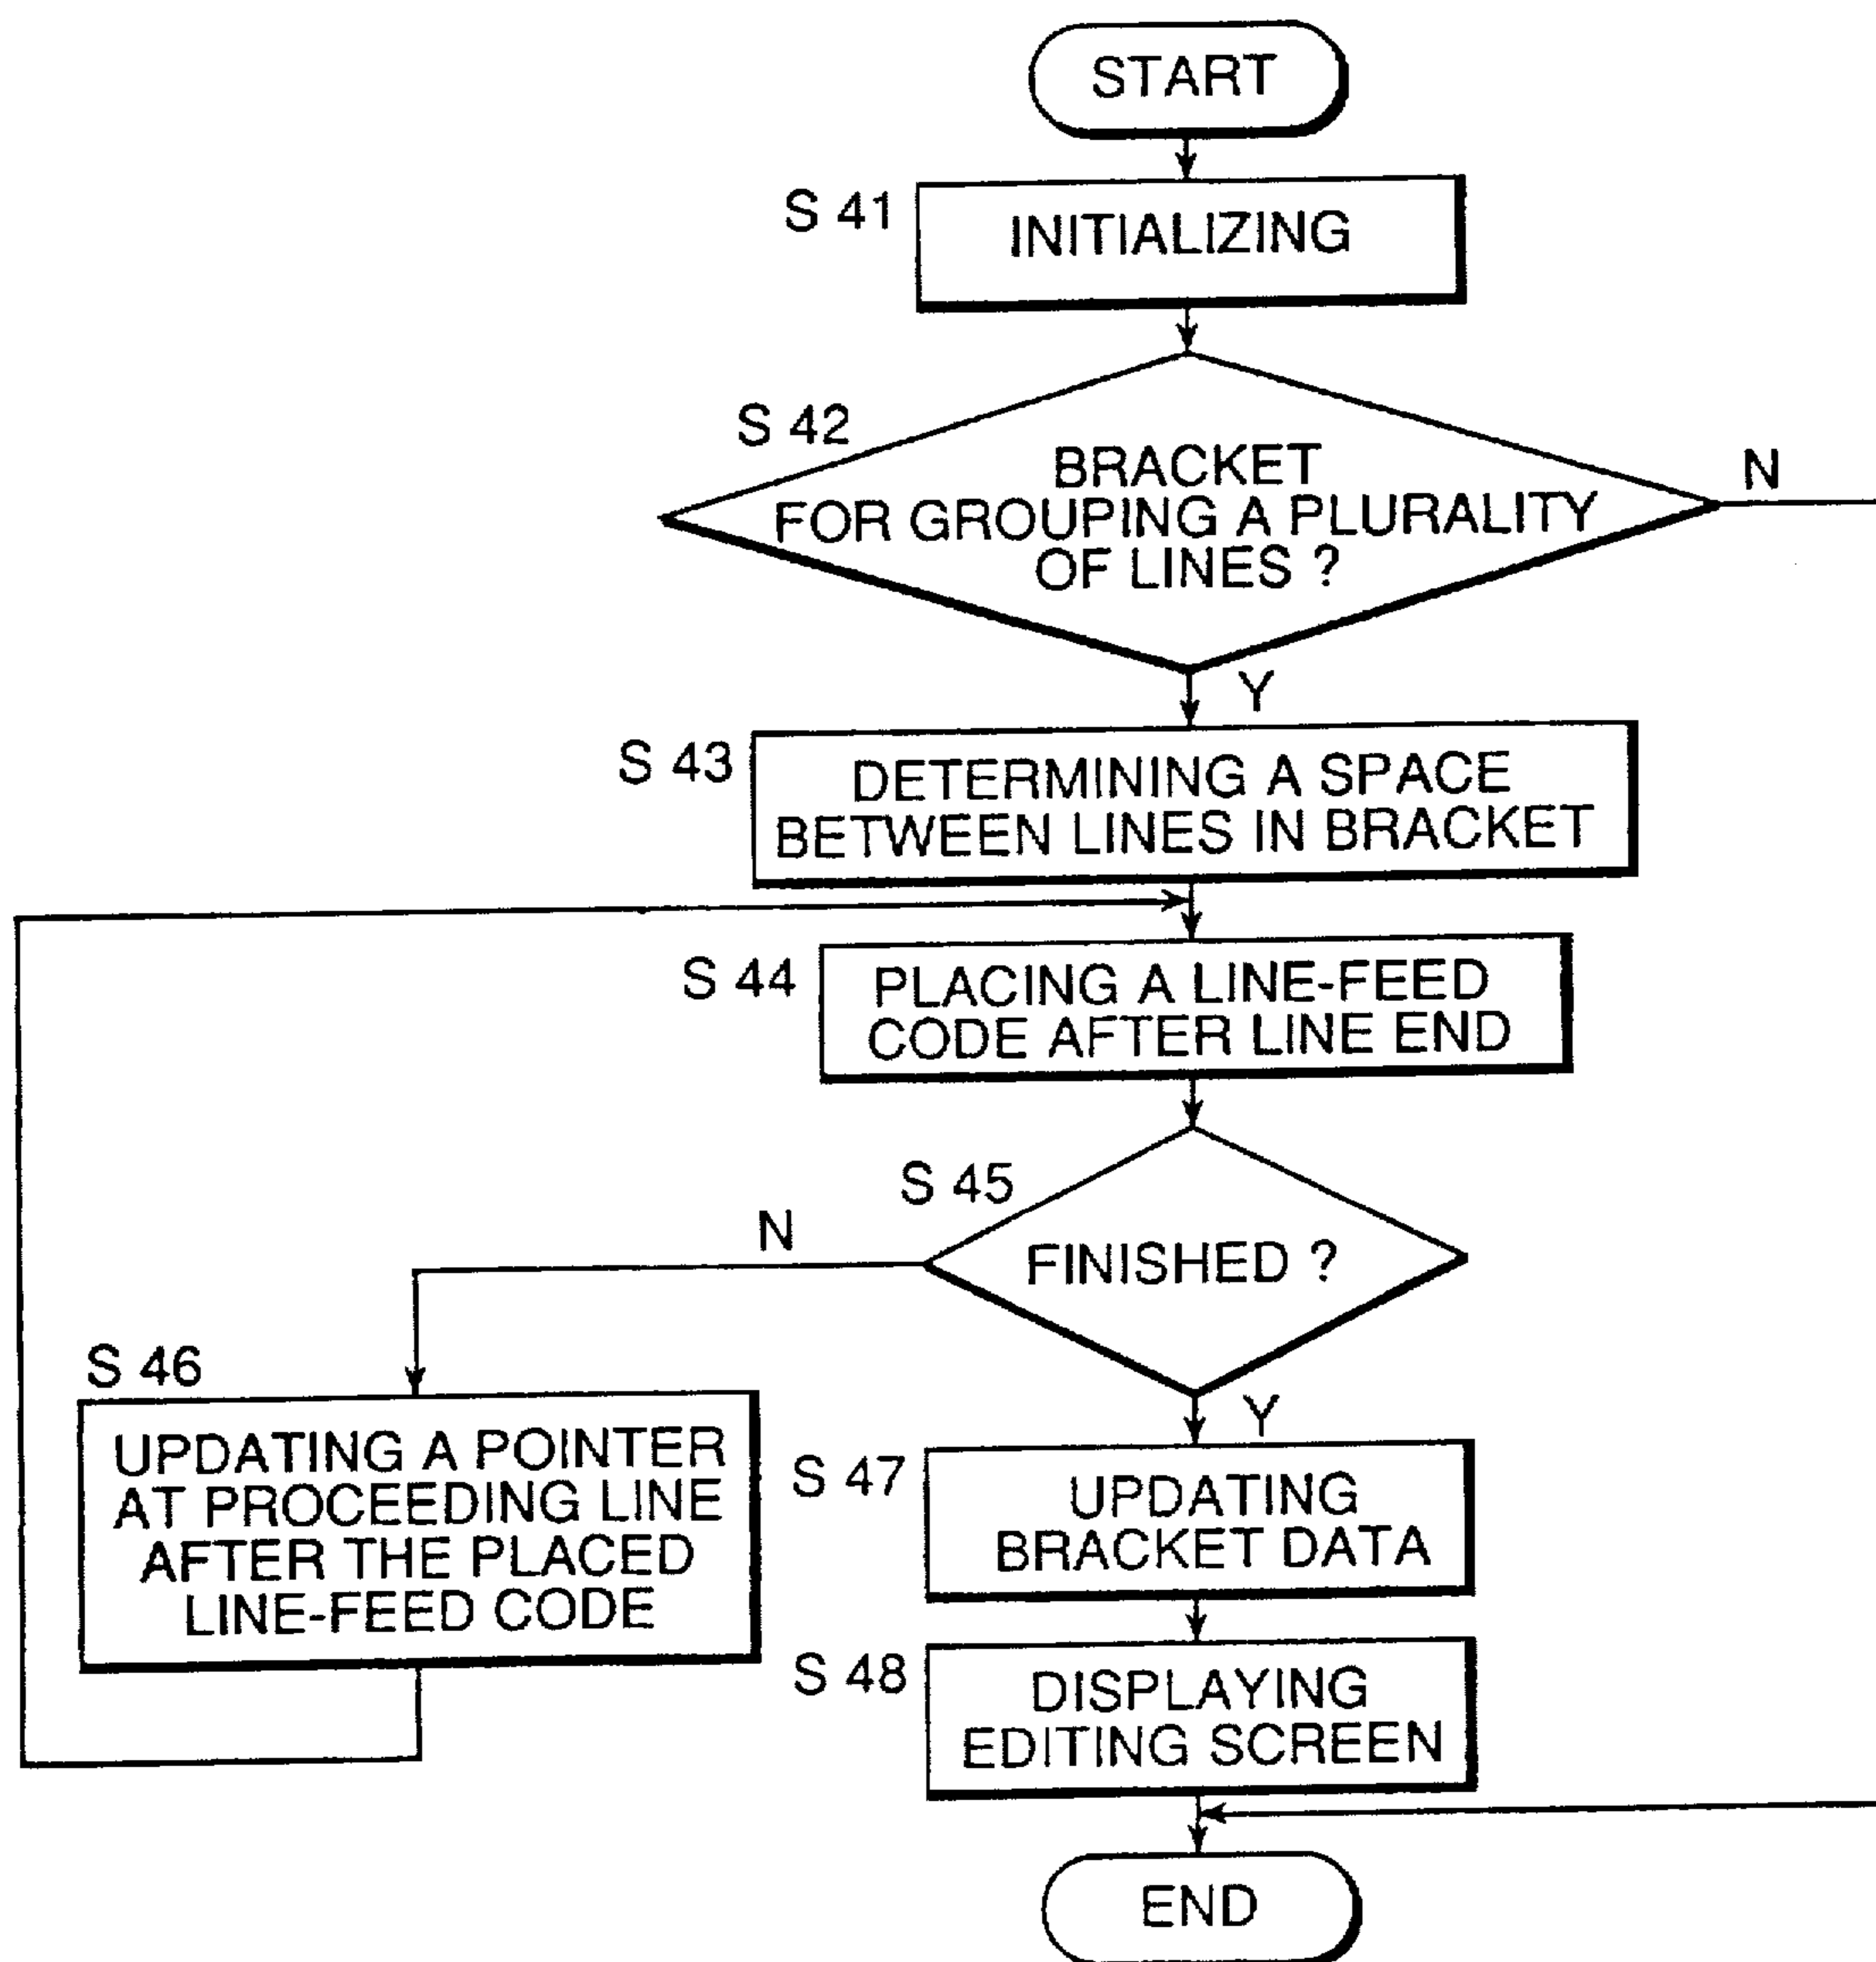 START
S 41
INITIALIZING
S 42
BRACKET
FOR GROUPING A PLURALITY
OF LINES ?
N
Y
S 43
DETERMINING A SPACE
BETWEEN LINES IN BRACKET
S 44
PLACING A LINE-FEED
CODE AFTER LINE END
S 45
FINISHED ?
N
Y
S 46
UPDATING A POINTER
AT PROCEEDING LINE
AFTER THE PLACED
LINE-FEED CODE
S 47
UPDATING
BRACKET DATA
S 48
DISPLAYING
EDITING SCREEN
END